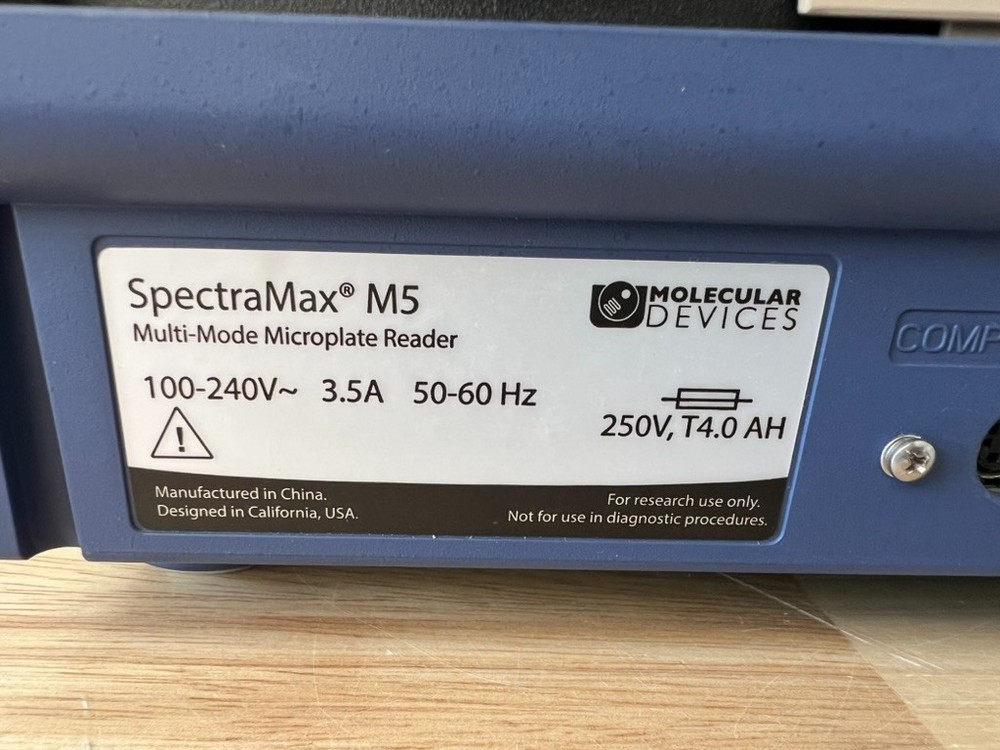 SpectraMax® M5
Multi-Mode Microplate Reader
MOLECULAR
DEVICES
100-240V~ 3.5A 50-60 Hz
250V, T4.0 AH
Manufactured in China.
Designed in California, USA.
For research use only.
Not for use in diagnostic procedures.